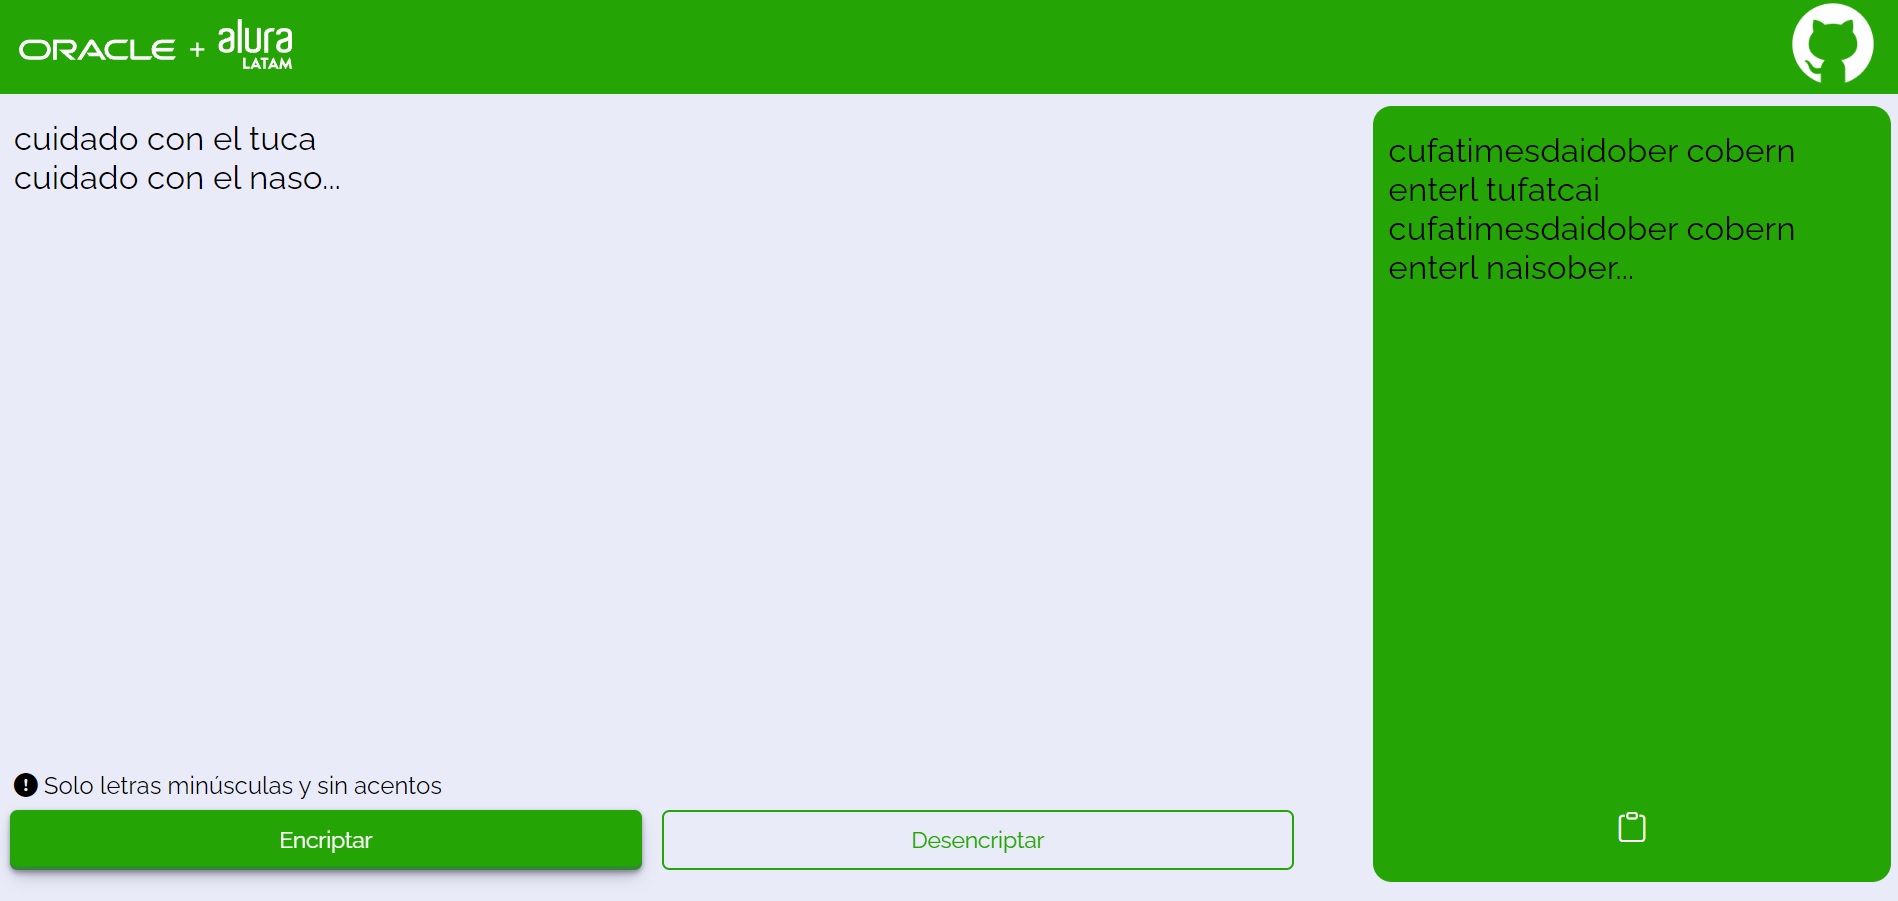 ORACLE + alura LATAM
cuidado con el tuca
cuidado con el naso...
cufatimesdaidober cobern
enterl tufatcai
cufatimesdaidober cobern
enterl naisober...
Solo letras minúsculas y sin acentos
Encriptar
Desencriptar